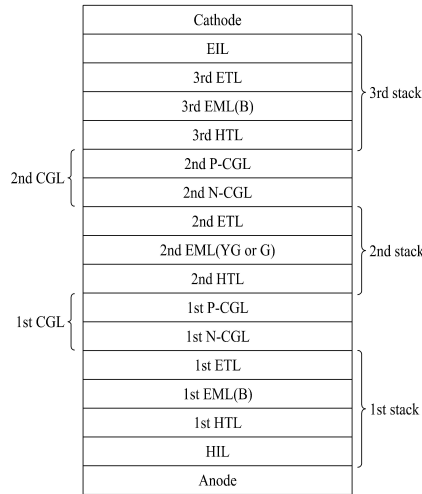 Cathode
EIL
3rd ETL
3rd EML(B)
3rd HTL
3rd stack
2nd P-CGL
2nd N-CGL
2nd CGL
2nd ETL
2nd EML(YG or G)
2nd HTL
2nd stack
1st P-CGL
1st N-CGL
1st CGL
1st ETL
1st EML(B)
1st HTL
HIL
1st stack
Anode